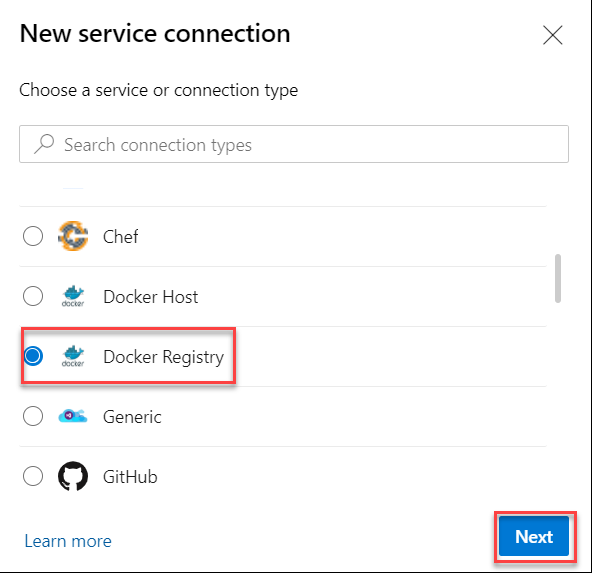 New service connection
Choose a service or connection type
Search connection types
Chef
docker
Docker Host
docker
Docker Registry
Generic
GitHub
Learn more
Next